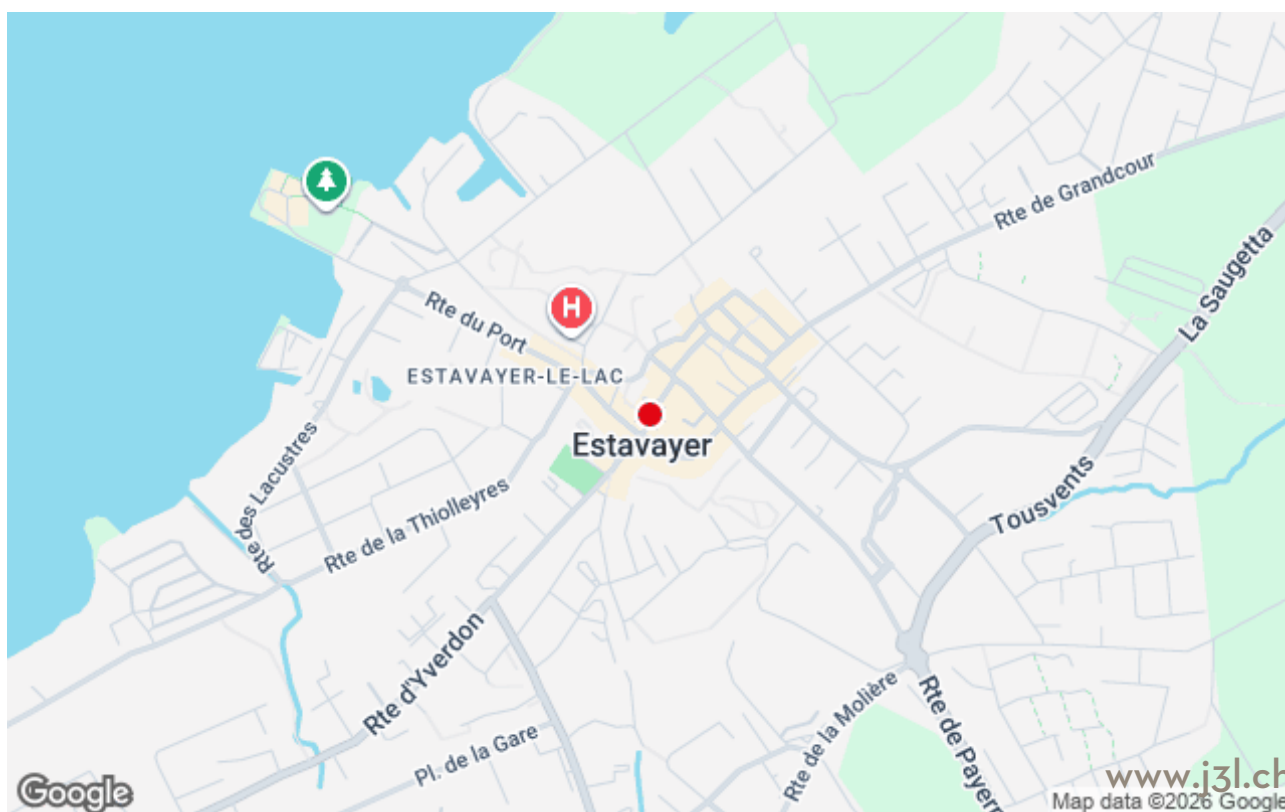 Rte de Grandcour
La Saugetta
H
Rte du Port
ESTAVAYER-LE-LAC
Estavayer
Rte des Lacustres
Rte de la Thiolleyres
Tousvents
Rte d'Yverdon
Rte de la Molière
Rte de Payern
Pl. de la Gare
www.j3l.ch
Google
Map data ©2026 Google